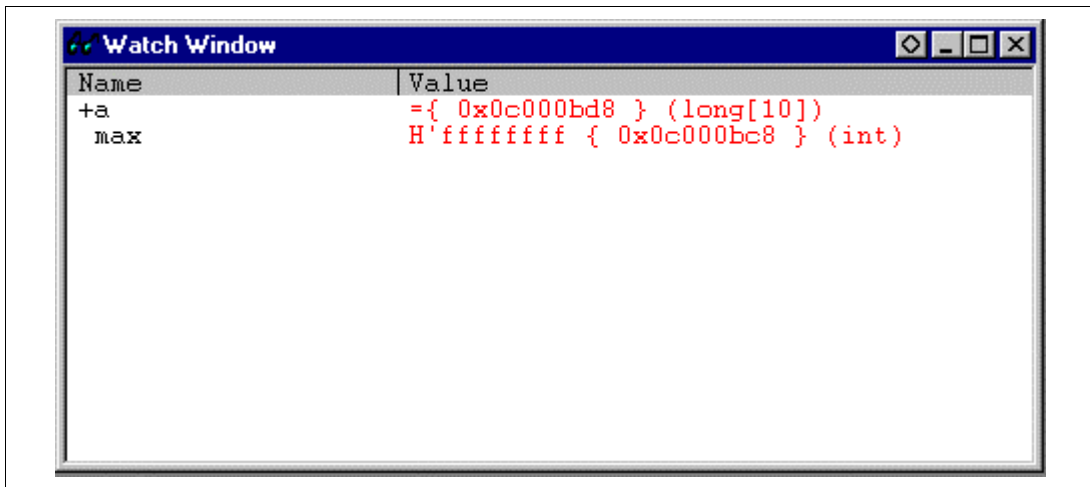 Watch Window
Name Value
+a ={ 0x0c000bd8 } (long[10])
max H'ffffffff { 0x0c000bc8 } (int)